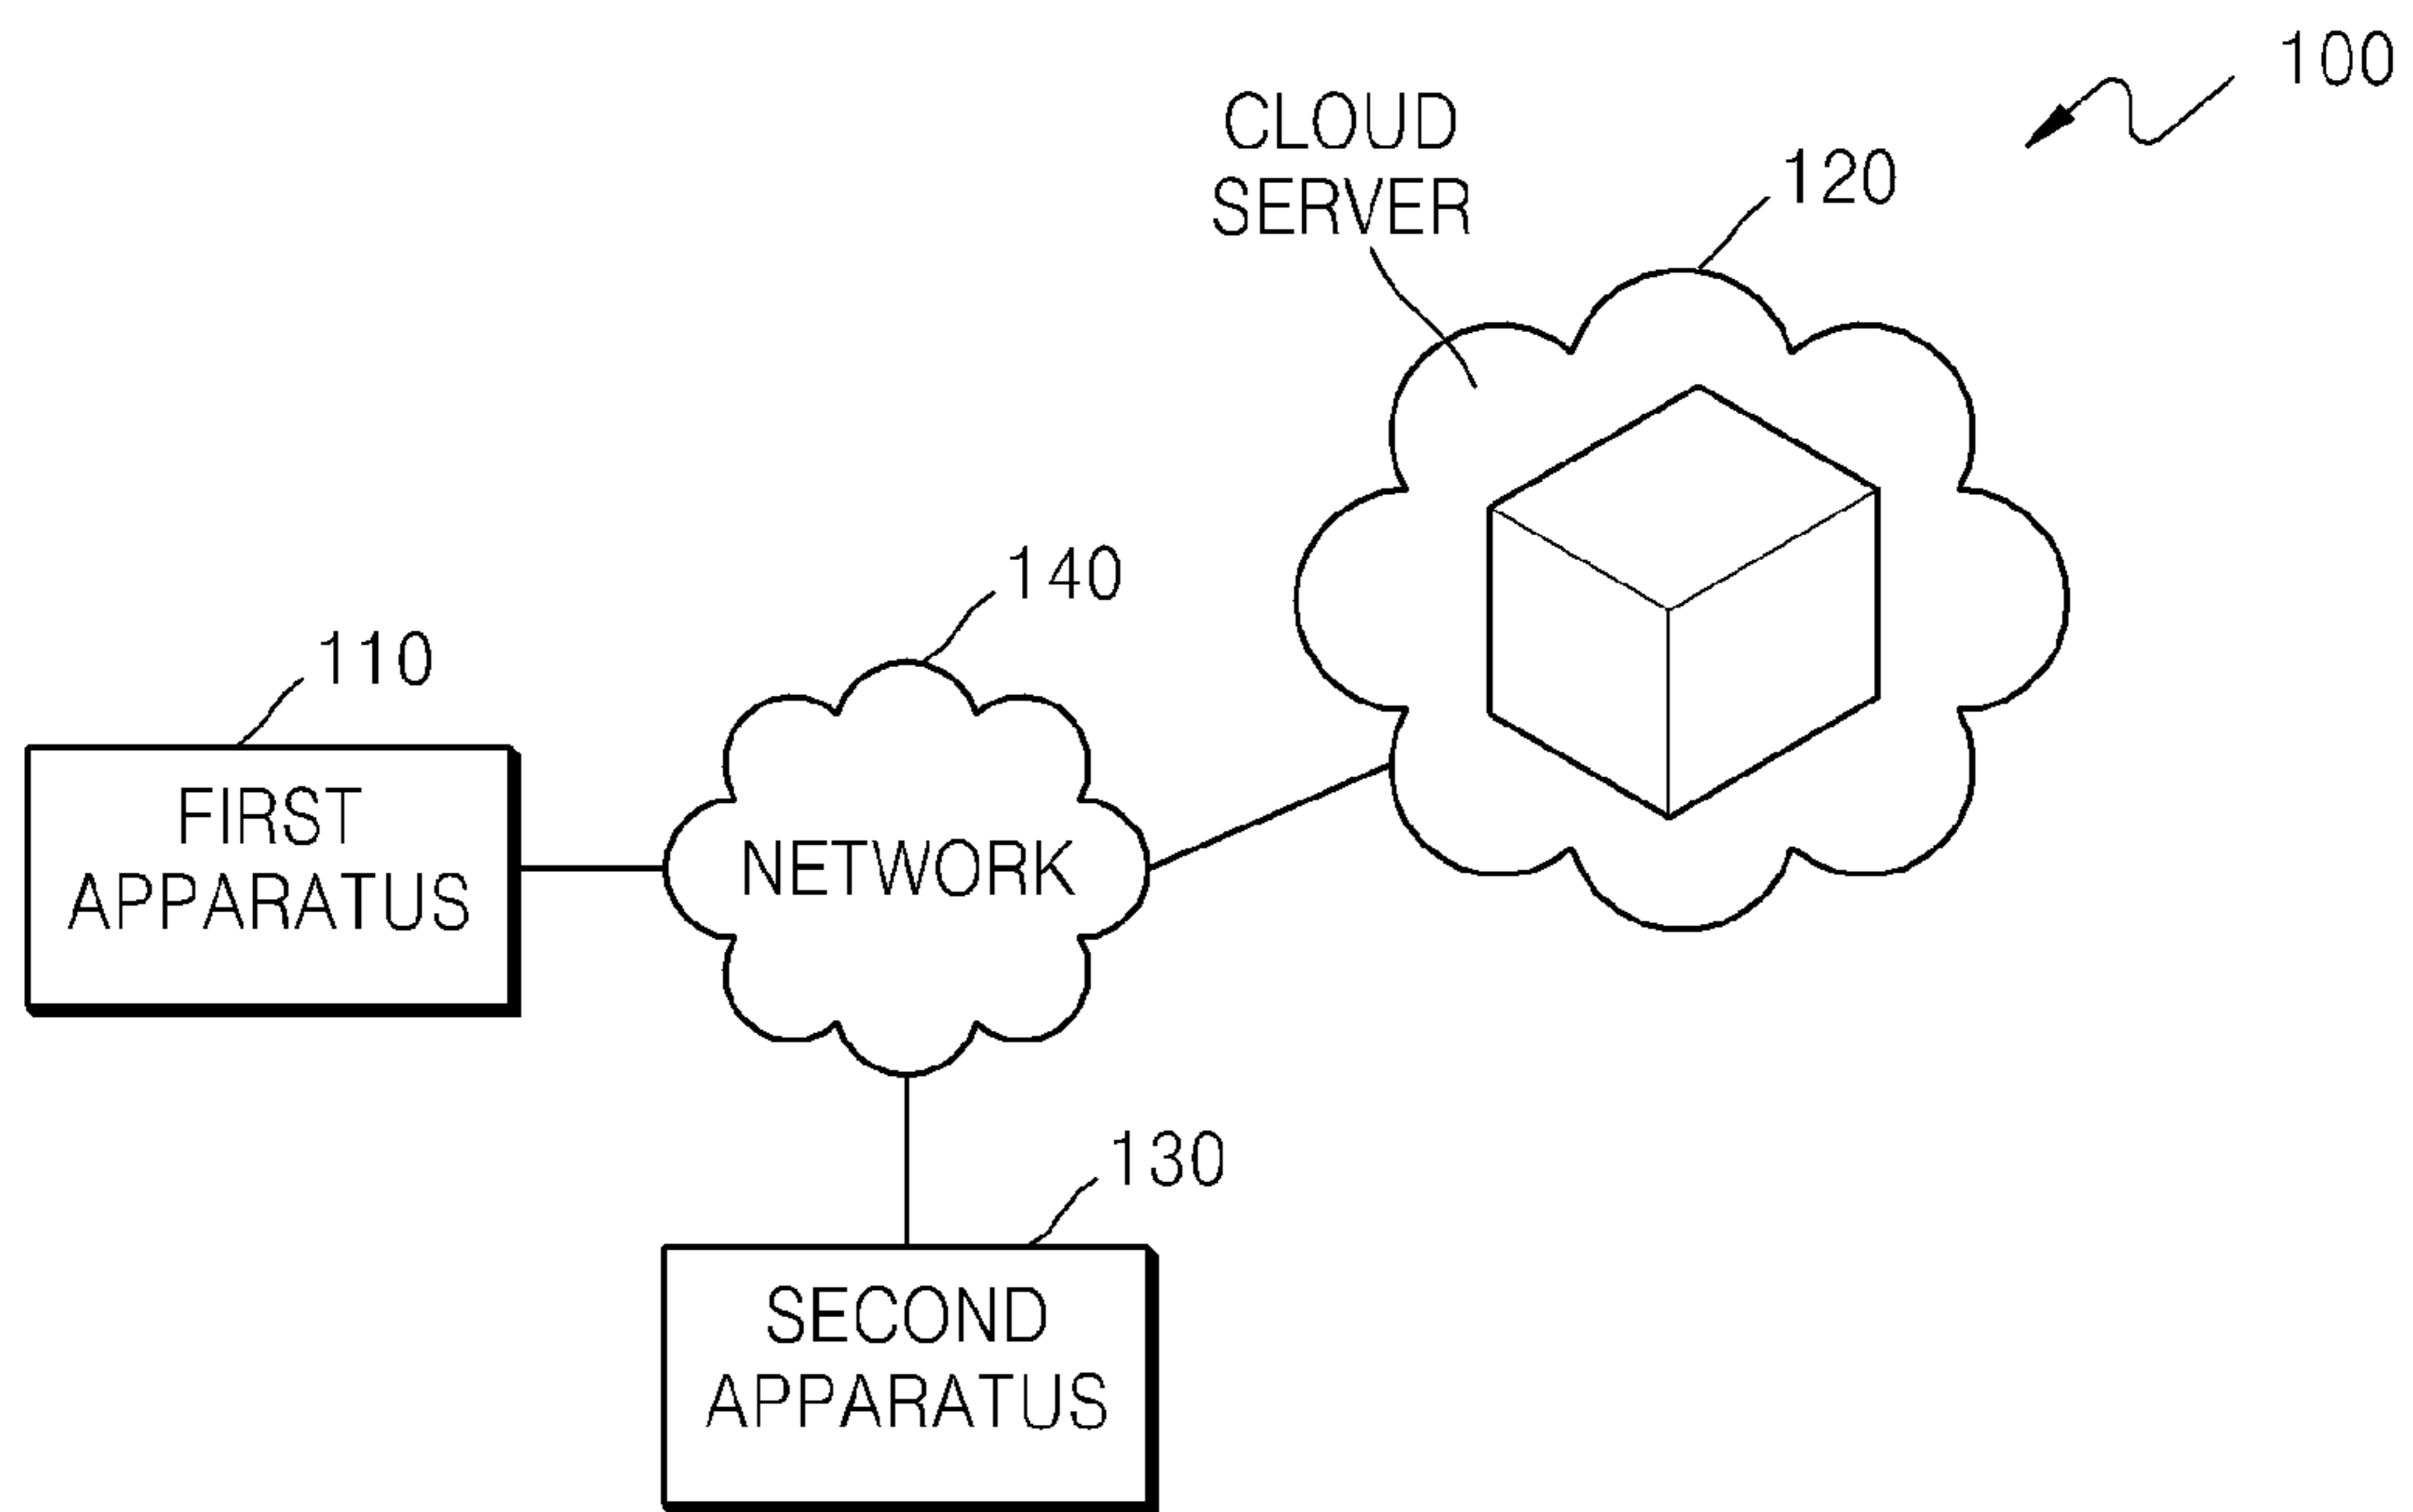 100
CLOUD
SERVER
120
140
110
FIRST
APPARATUS
NETWORK
130
SECOND
APPARATUS